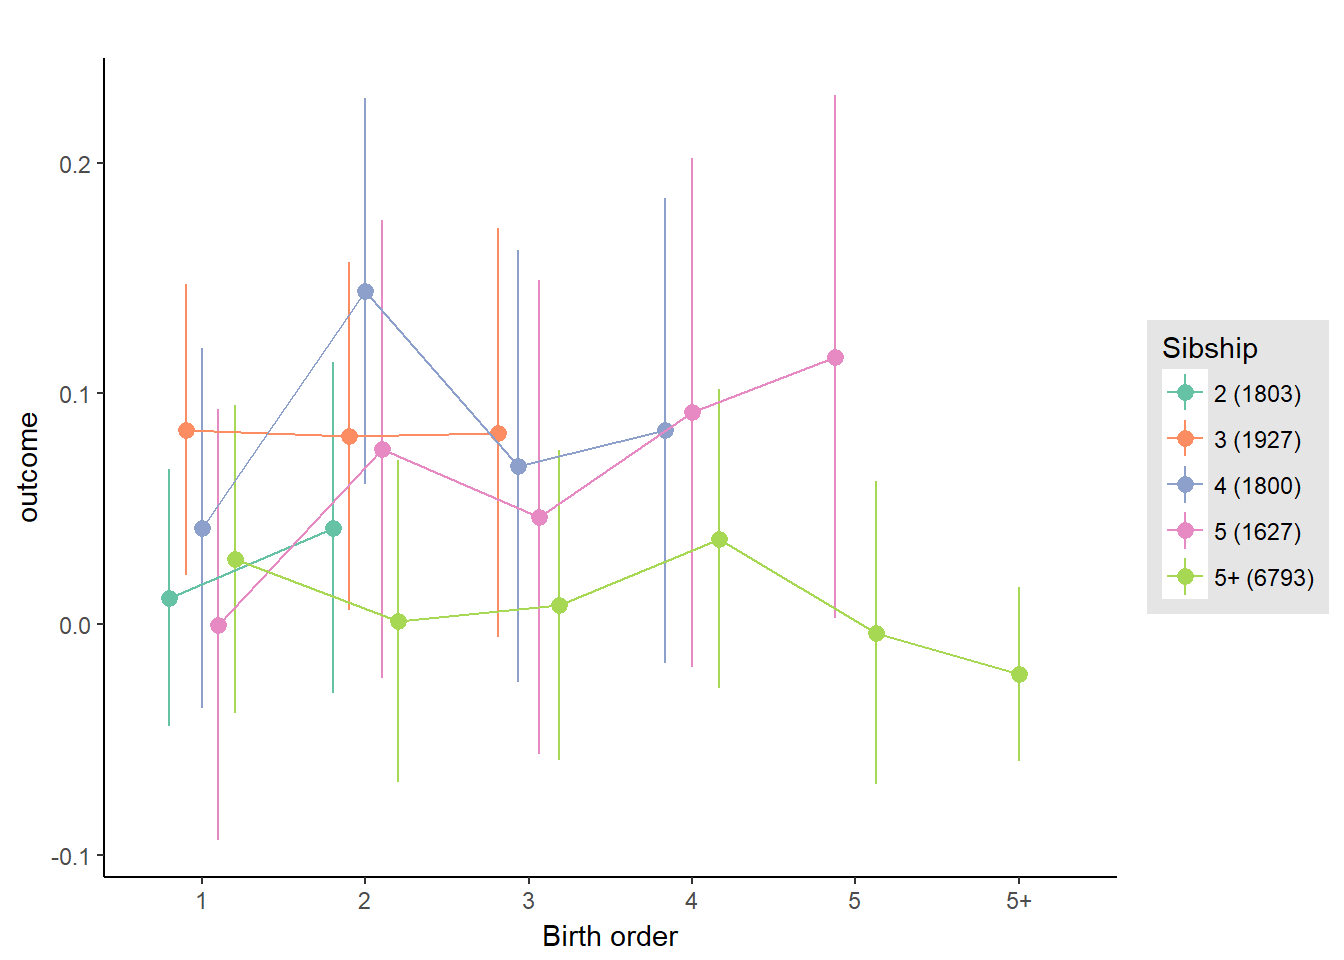 0.2
0.1
0.0
-0.1
outcome
1 2 3 4 5 5+
Birth order
Sibship
2 (1803)
3 (1927)
4 (1800)
5 (1627)
5+ (6793)